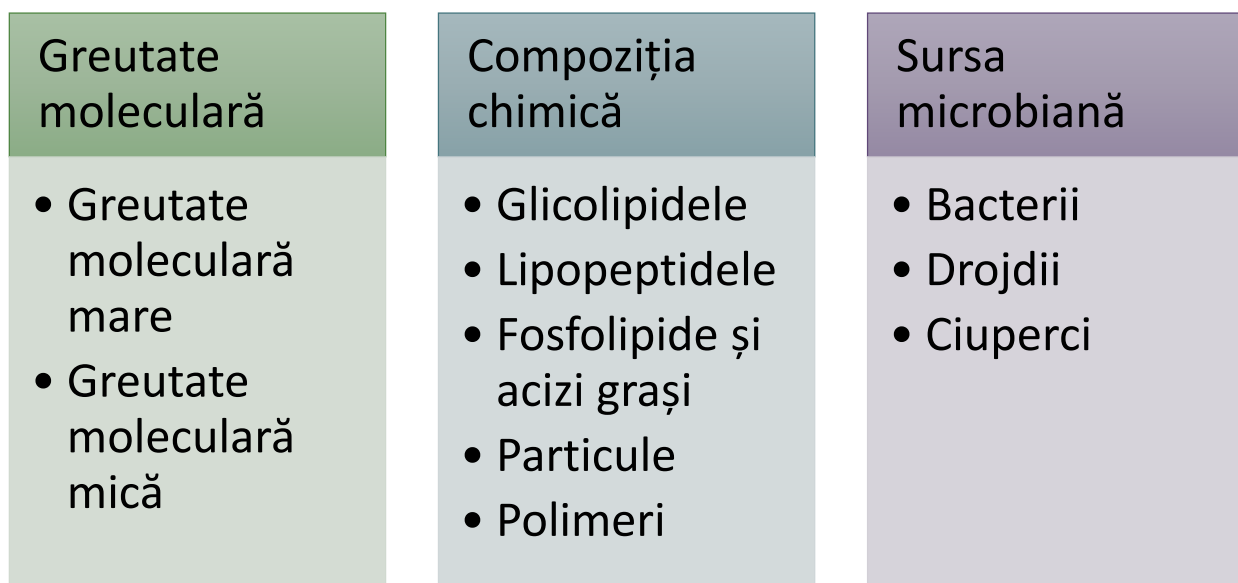 Greutate
moleculară
• Greutate
moleculară
mare
• Greutate
moleculară
mică
Compoziția
chimică
• Glicolipidele
• Lipopeptidele
• Fosfolipide și
acizi grași
• Particule
• Polimeri
Sursa
microbiană
• Bacterii
• Drojdii
• Ciuperci